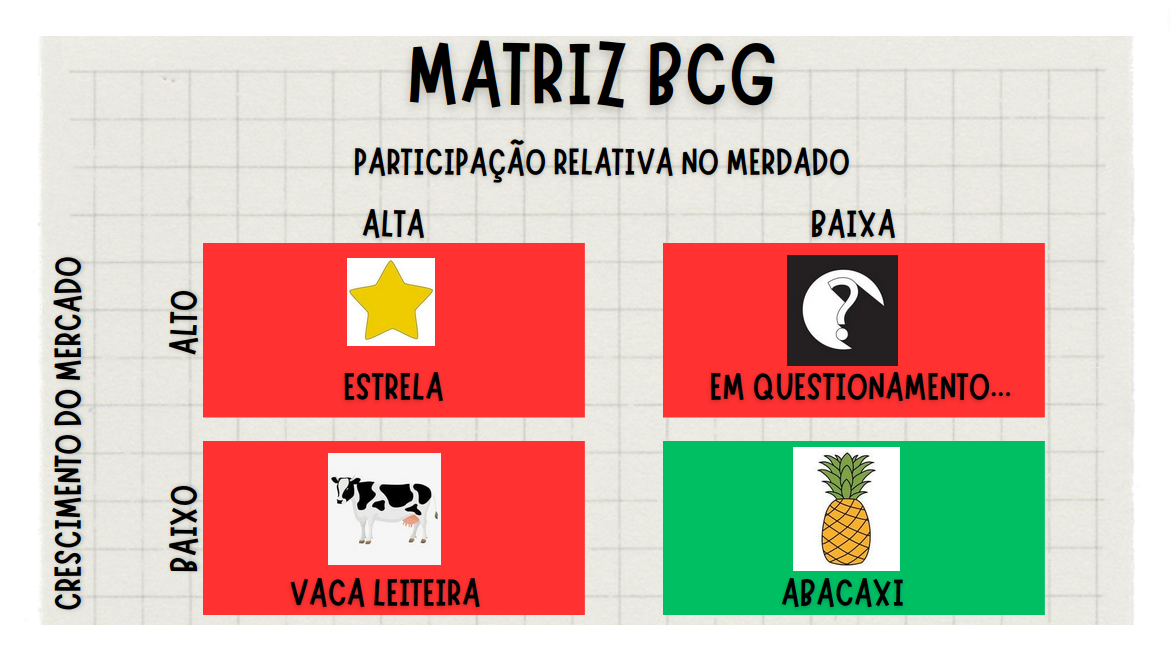 MATRIZ BCG
PARTICIPAÇÃO RELATIVA NO MERDADO
ALTA
BAIXA
CRESCIMENTO DO MERCADO
ALTO
ESTRELA
?
EM QUESTIONAMENTO...
BAIXO
VACA LEITEIRA
ABACAXI